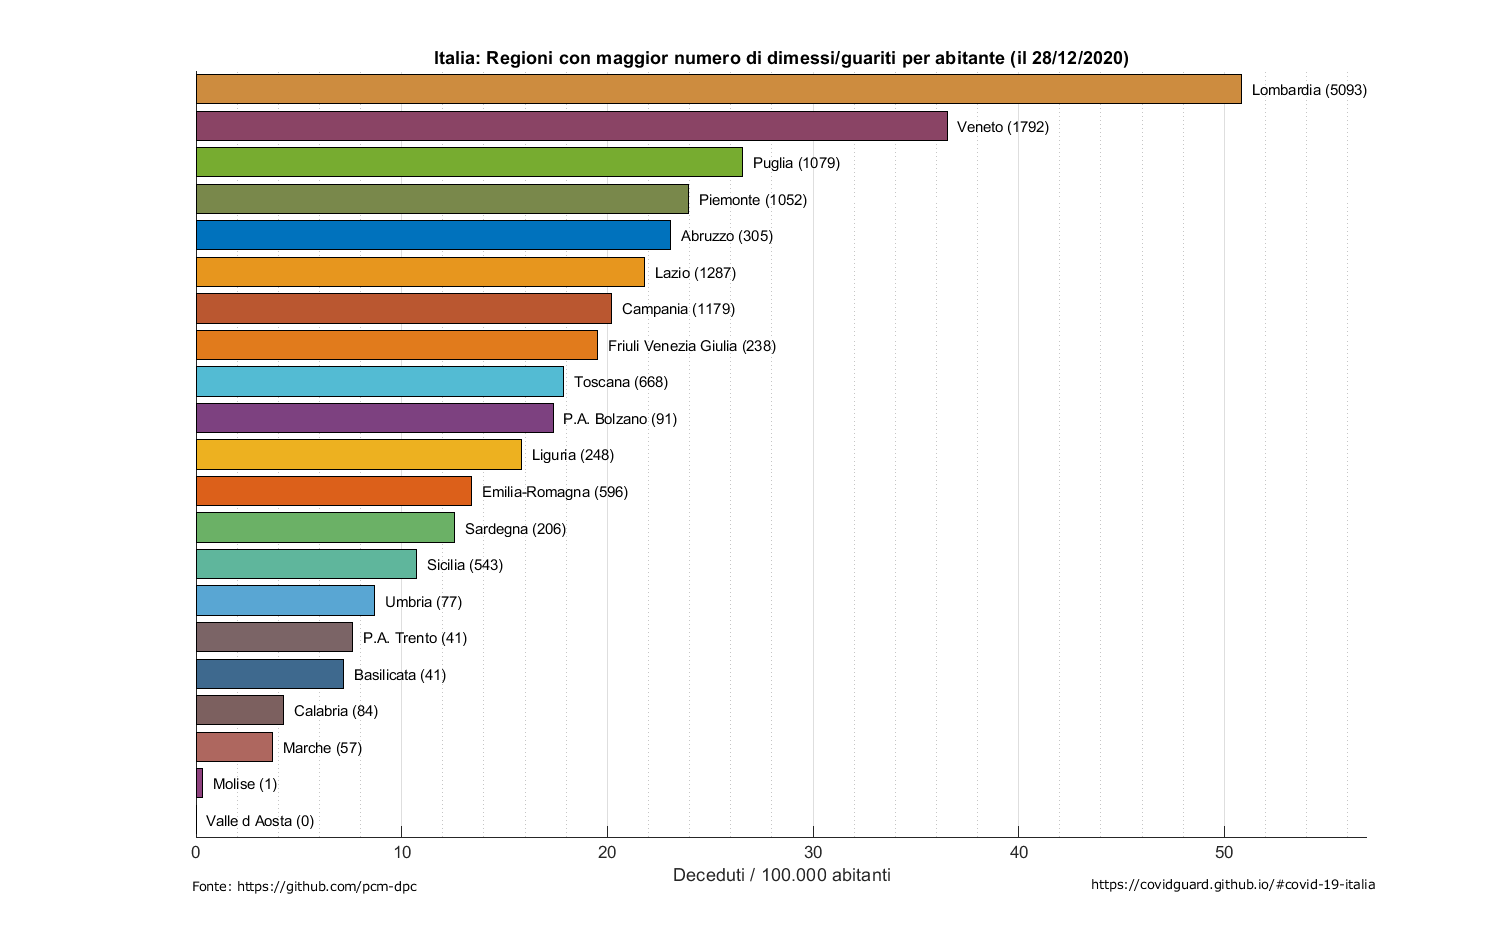 Italia: Regioni con maggior numero di dimessi/guariti per abitante (il 28/12/2020)
Lombardia (5093)
Veneto (1792)
Puglia (1079)
Piemonte (1052)
Abruzzo (305)
Lazio (1287)
Campania (1179)
Friuli Venezia Giulia (238)
Toscana (668)
P.A. Bolzano (91)
Liguria (248)
Emilia-Romagna (596)
Sardegna (206)
Sicilia (543)
Umbria (77)
P.A. Trento (41)
Basilicata (41)
Calabria (84)
Marche (57)
Molise (1)
Valle d Aosta (0)
0 10 20 30 40 50
Deceduti / 100.000 abitanti
Fonte: https://github.com/pcm-dpc
https://covidguard.github.io/#covid-19-italia